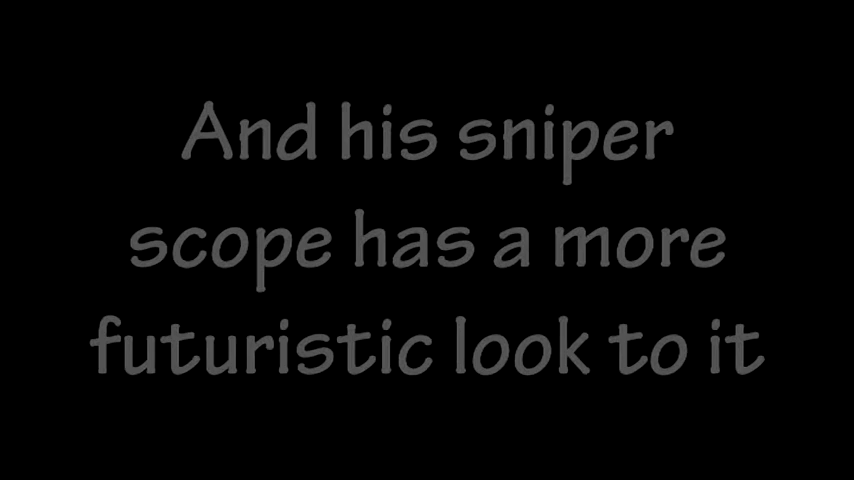 And his sniper
scope has a more
futuristic look to it